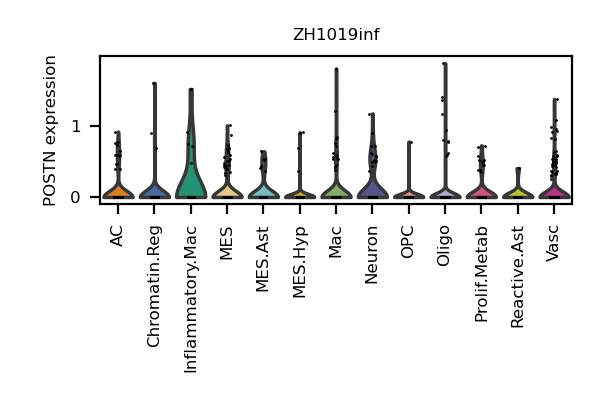 ZH1019inf
POSTN expression
1
0
AC
Chromatin.Reg
Inflammatory.Mac
MES
MES.Ast
MES.Hyp
Mac
Neuron
OPC
Oligo
Prolif.Metab
Reactive.Ast
Vasc